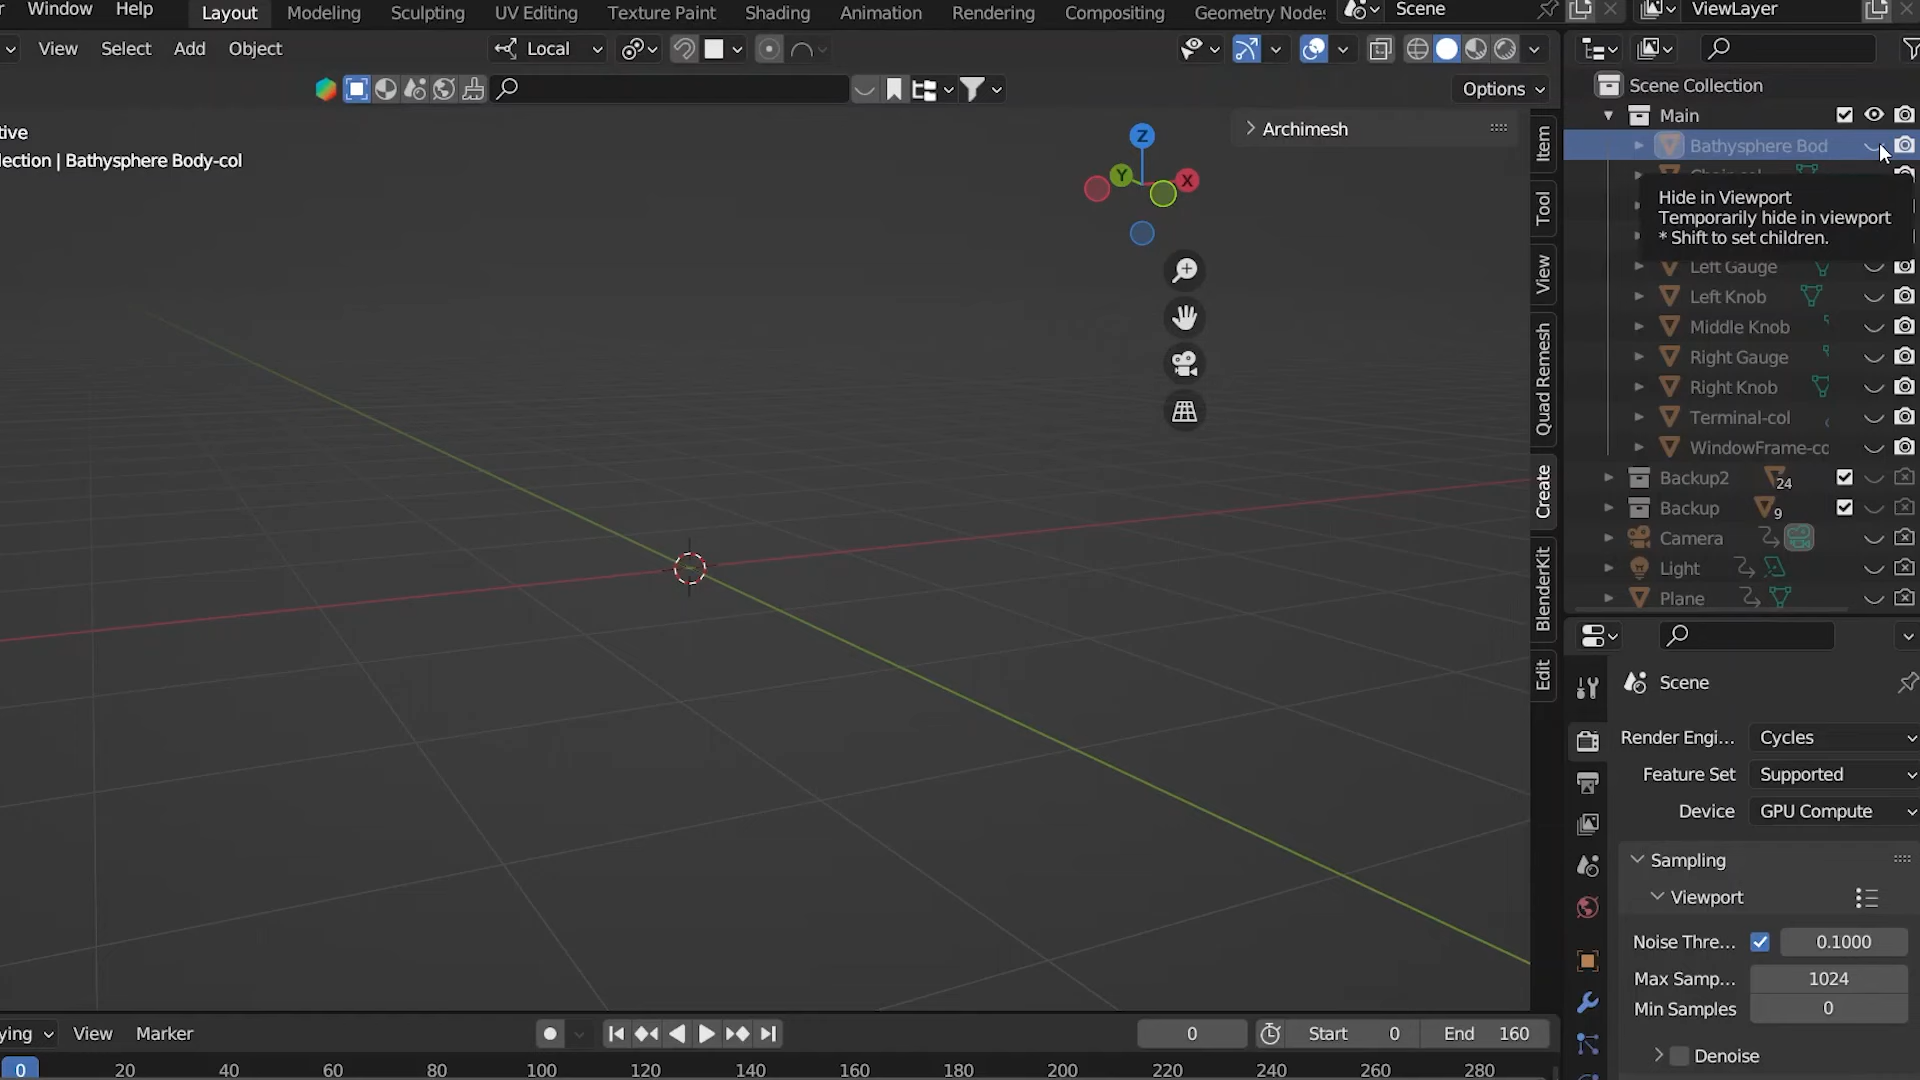 Window Help Layout Modeling Sculpting UV Editing Texture Paint Shading Animation Rendering Compositing Geometry Nodes Scene ViewLayer
View Select Add Object Local
Options
tive
lection | Bathysphere Body-col
Archimesh
Z
Y
X
Item
Tool
View
Quad Remesh
Create
BlenderKit
Edit
Scene Collection
Main
Bathysphere Bod
Hide in Viewport
Temporarily hide in viewport
* Shift to set children.
Left Gauge
Left Knob
Middle Knob
Right Gauge
Right Knob
Terminal-col
WindowFrame-cc
Backup2 24
Backup 9
Camera
Light
Plane
Scene
Render Engi... Cycles
Feature Set Supported
Device GPU Compute
Sampling
Viewport
Noise Thre... 0.1000
Max Samp... 1024
Min Samples 0
Denoise
ying View Marker 0 Start 0 End 160
0 20 40 60 80 100 120 140 160 180 200 220 240 260 280